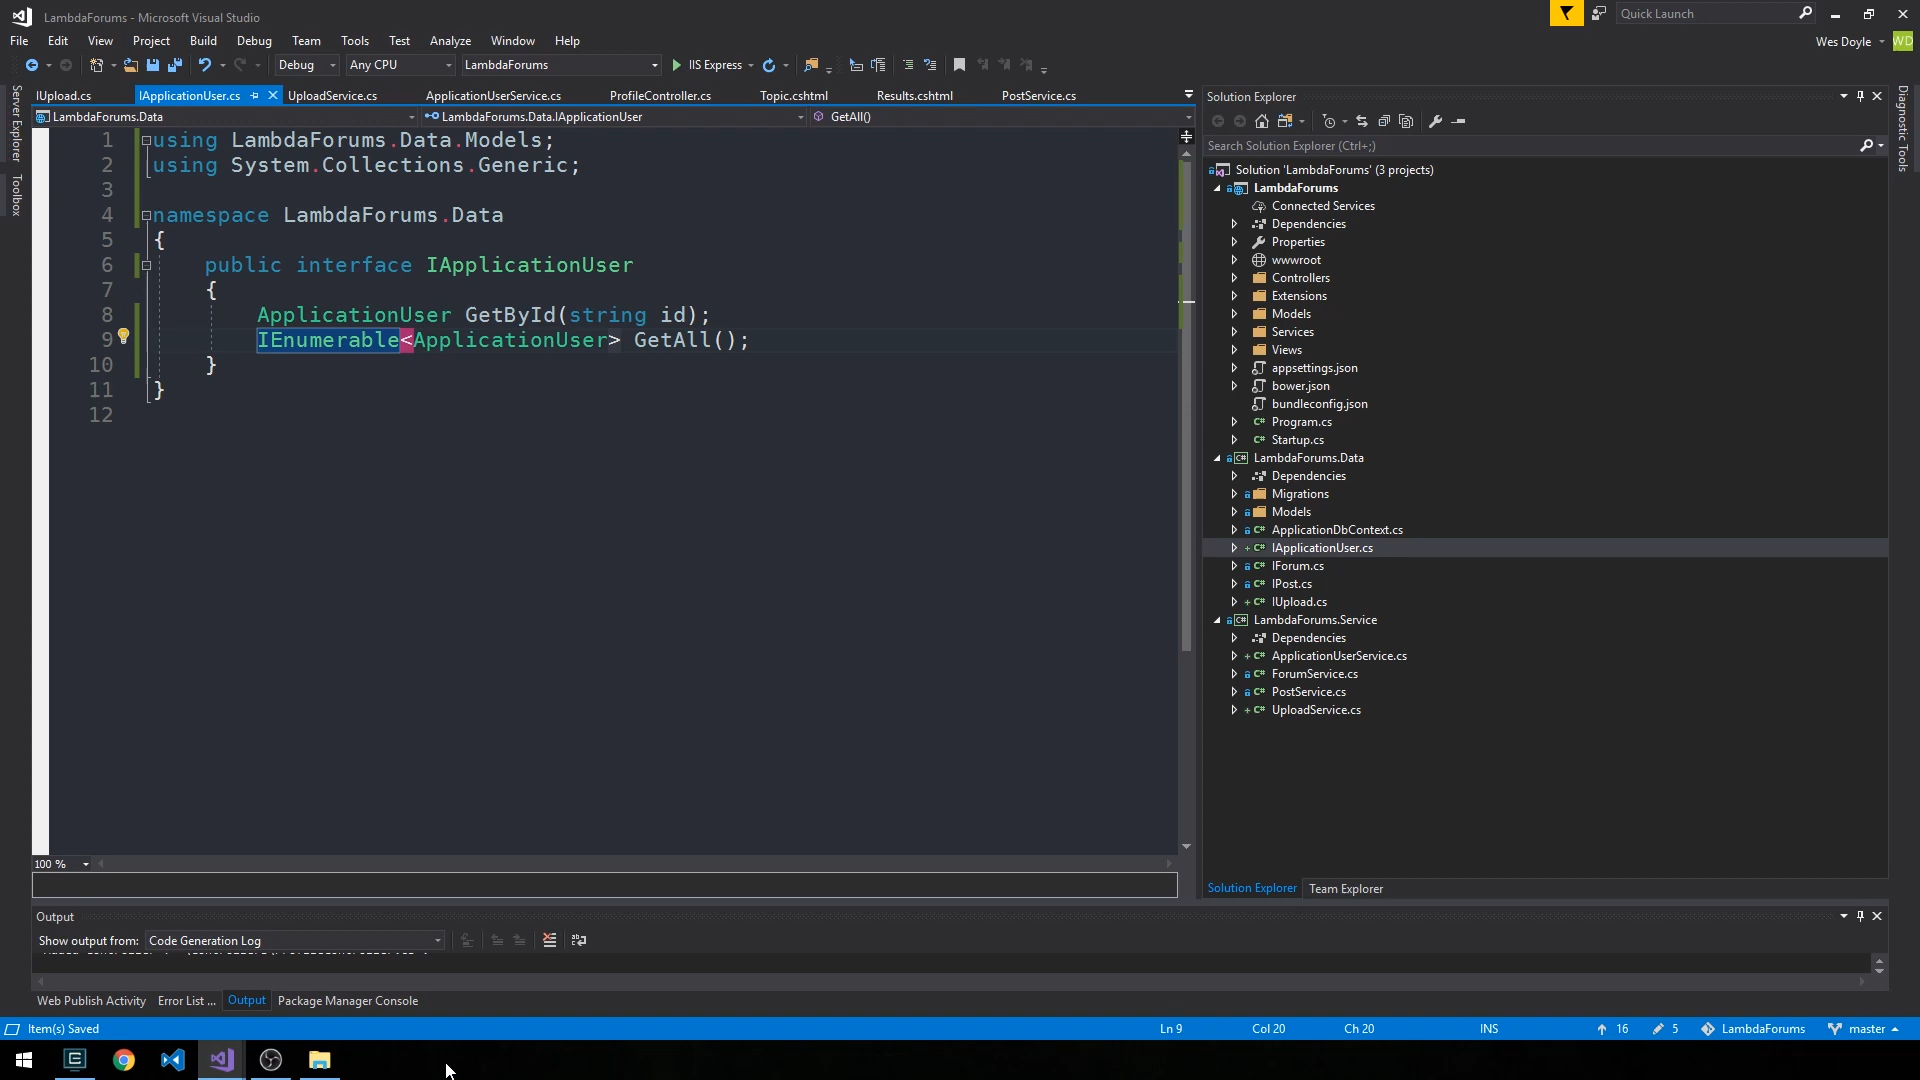 LambdaForums - Microsoft Visual Studio
Quick Launch
File Edit View Project Build Debug Team Tools Test Analyze Window Help
Wes Doyle WD
Debug Any CPU LambdaForums IIS Express
Server Explorer
Toolbox
IUpload.cs IApplicationUser.cs UploadService.cs ApplicationUserService.cs ProfileController.cs Topic.cshtml Results.cshtml PostService.cs
LambdaForums.Data LambdaForums.Data.IApplicationUser GetAll()
1 using LambdaForums.Data.Models;
2 using System.Collections.Generic;
3
4 namespace LambdaForums.Data
5 {
6 public interface IApplicationUser
7 {
8 ApplicationUser GetById(string id);
9 IEnumerable<ApplicationUser> GetAll();
10 }
11 }
12
100 %
Solution Explorer
Search Solution Explorer (Ctrl+;)
Solution 'LambdaForums' (3 projects)
LambdaForums
Connected Services
Dependencies
Properties
wwwroot
Controllers
Extensions
Models
Services
Views
appsettings.json
bower.json
bundleconfig.json
C# Program.cs
C# Startup.cs
C# LambdaForums.Data
Dependencies
Migrations
Models
C# ApplicationDbContext.cs
+ C# IApplicationUser.cs
C# IForum.cs
C# IPost.cs
+ C# IUpload.cs
C# LambdaForums.Service
Dependencies
+ C# ApplicationUserService.cs
C# ForumService.cs
C# PostService.cs
+ C# UploadService.cs
Solution Explorer Team Explorer
Diagnostic Tools
Output
Show output from: Code Generation Log
Web Publish Activity Error List ... Output Package Manager Console
Item(s) Saved Ln 9 Col 20 Ch 20 INS 16 5 LambdaForums master